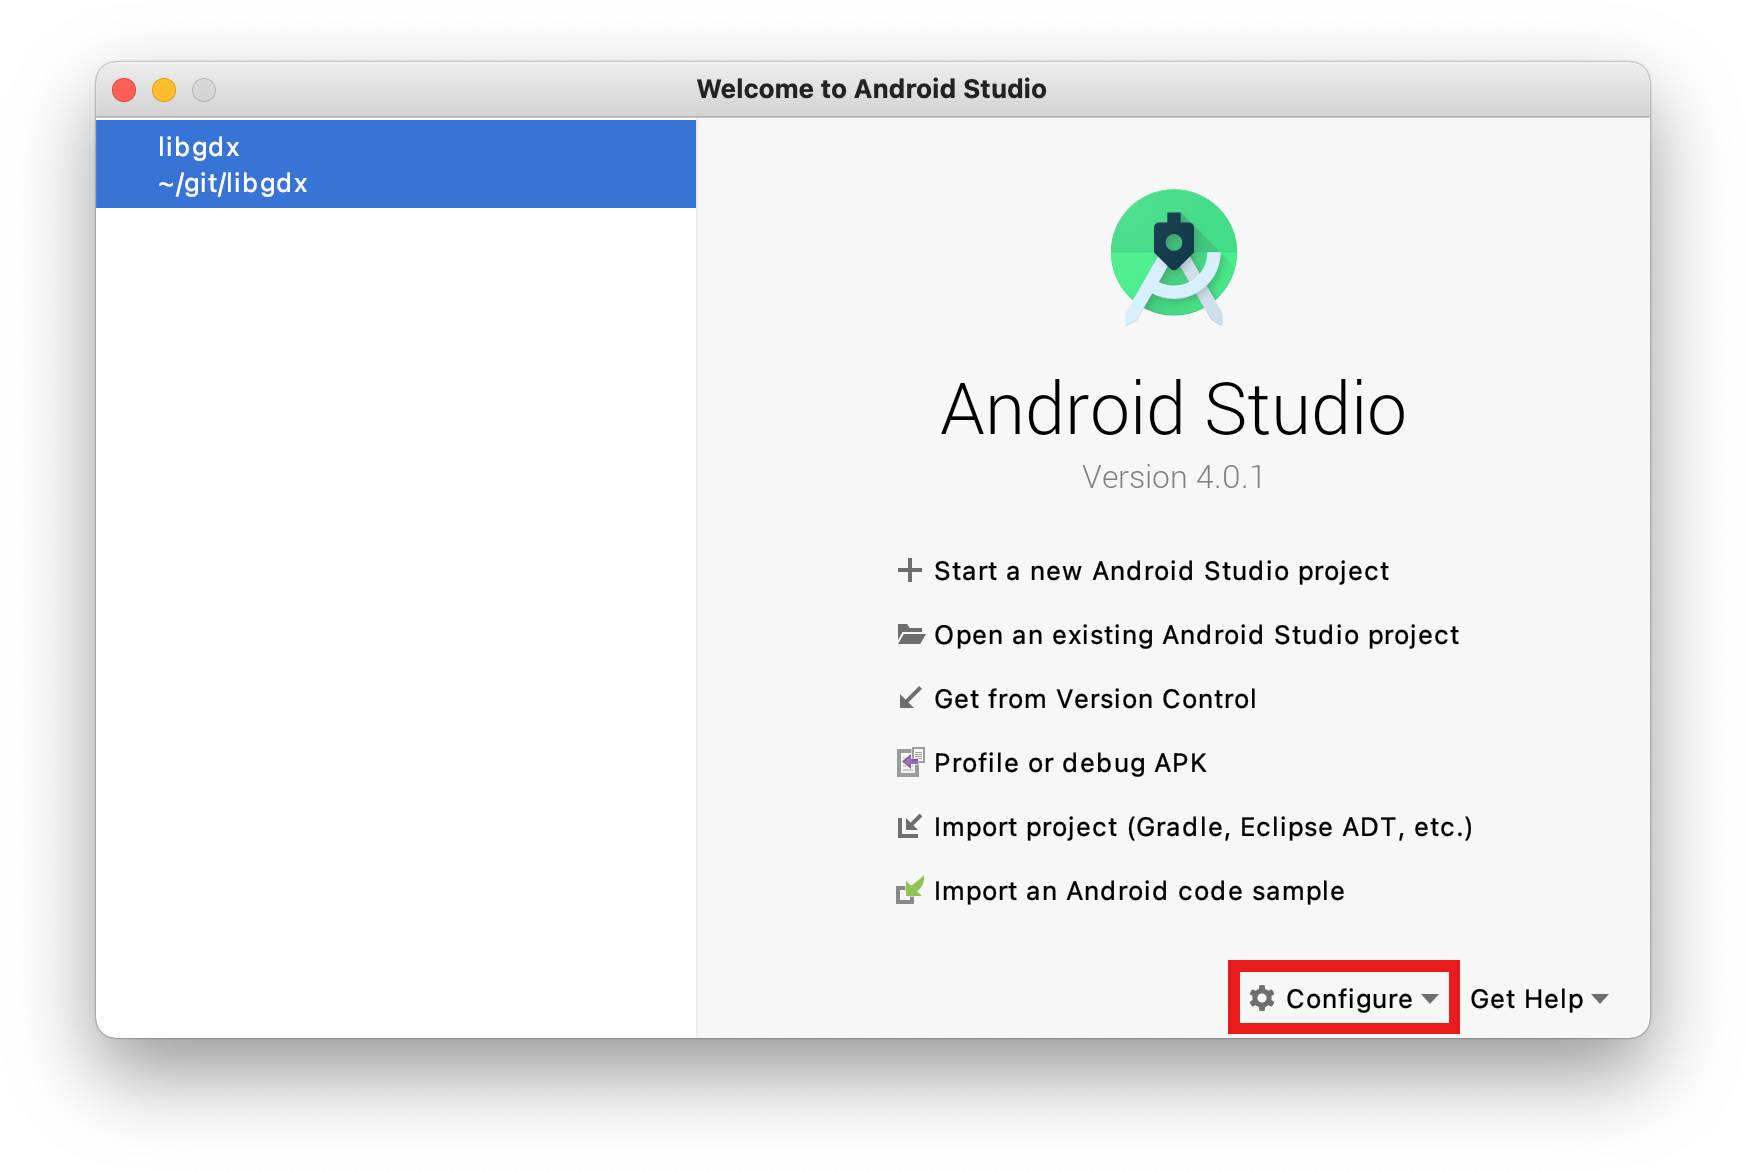 Welcome to Android Studio
libgdx
~/git/libgdx
Android Studio
Version 4.0.1
Start a new Android Studio project
Open an existing Android Studio project
Get from Version Control
Profile or debug APK
Import project (Gradle, Eclipse ADT, etc.)
Import an Android code sample
Configure
Get Help